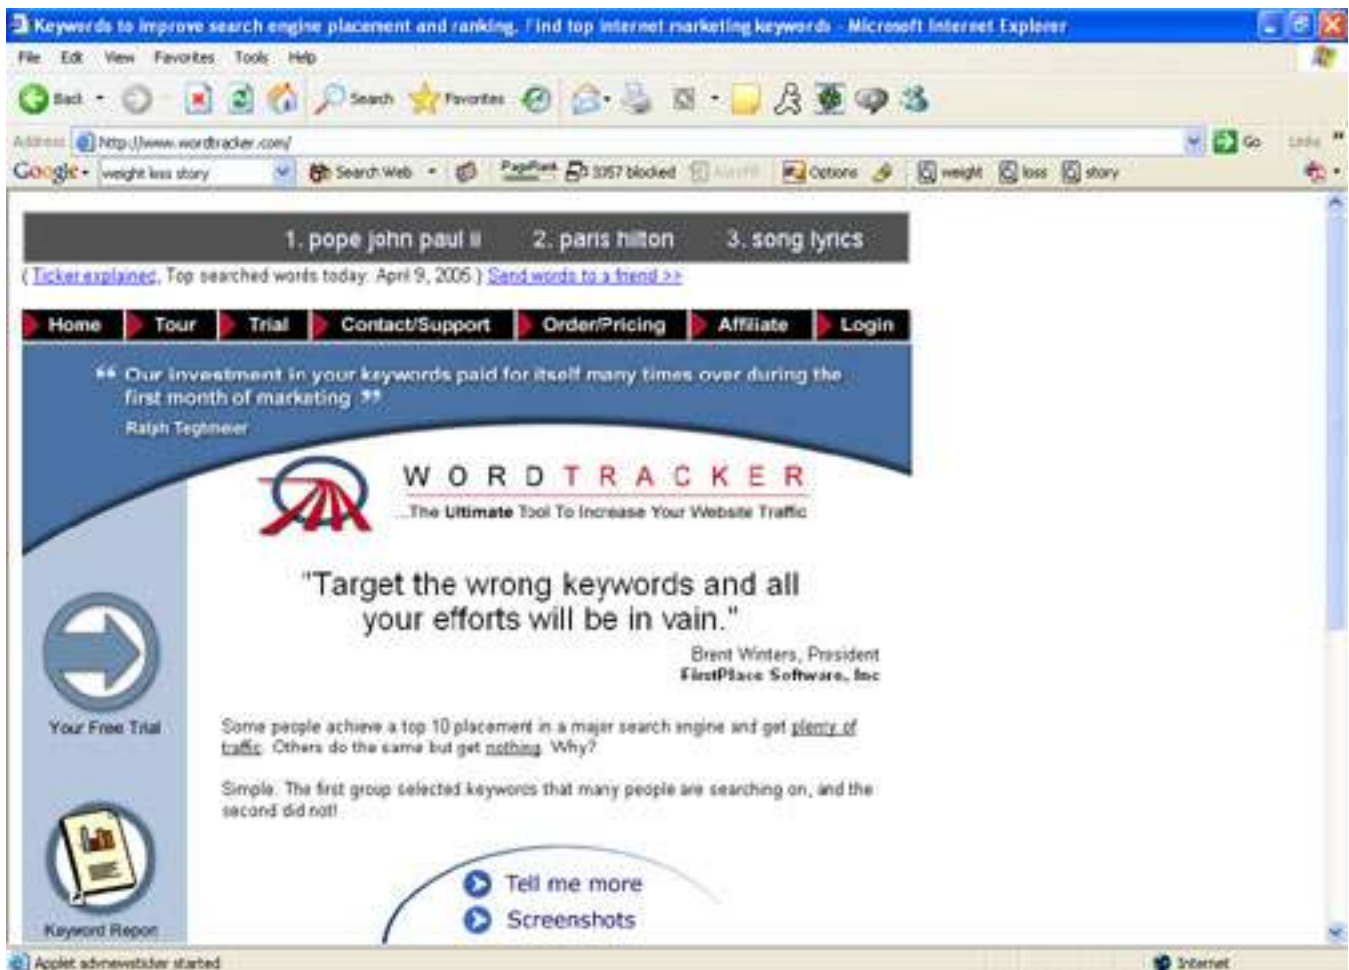 Keywords to improve search engine placement and ranking. Find top internet marketing keywords - Microsoft Internet Explorer
File Edit View Favorites Tools Help
Back Search Favorites
Address http://www.wordtracker.com/ Go Links »
Google weight loss story Search Web PageRank 3357 blocked Options weight loss story
1. pope john paul ii 2. paris hilton 3. song lyrics
( Ticker explained, Top searched words today. April 9, 2005.) Send words to a friend >>
Home Tour Trial Contact/Support Order/Pricing Affiliate Login
“ Our investment in your keywords paid for itself many times over during the
first month of marketing ”
Ralph Tegtmeier
WORDTRACKER
...The Ultimate Tool To Increase Your Website Traffic
"Target the wrong keywords and all
your efforts will be in vain."
Brent Winters, President
FirstPlace Software, Inc
Your Free Trial
Some people achieve a top 10 placement in a major search engine and get plenty of
traffic. Others do the same but get nothing. Why?
Simple. The first group selected keywords that many people are searching on, and the
second did not!
Tell me more
Screenshots
Keyword Report
Applet advnewsticker started Internet